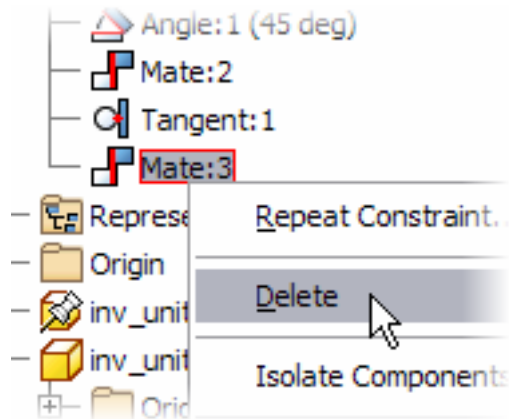 Angle:1 (45 deg)
Mate:2
Tangent:1
Mate:3
Represe
Repeat Constraint..
Origin
Delete
inv_unit
inv_unit
Isolate Components
Orig